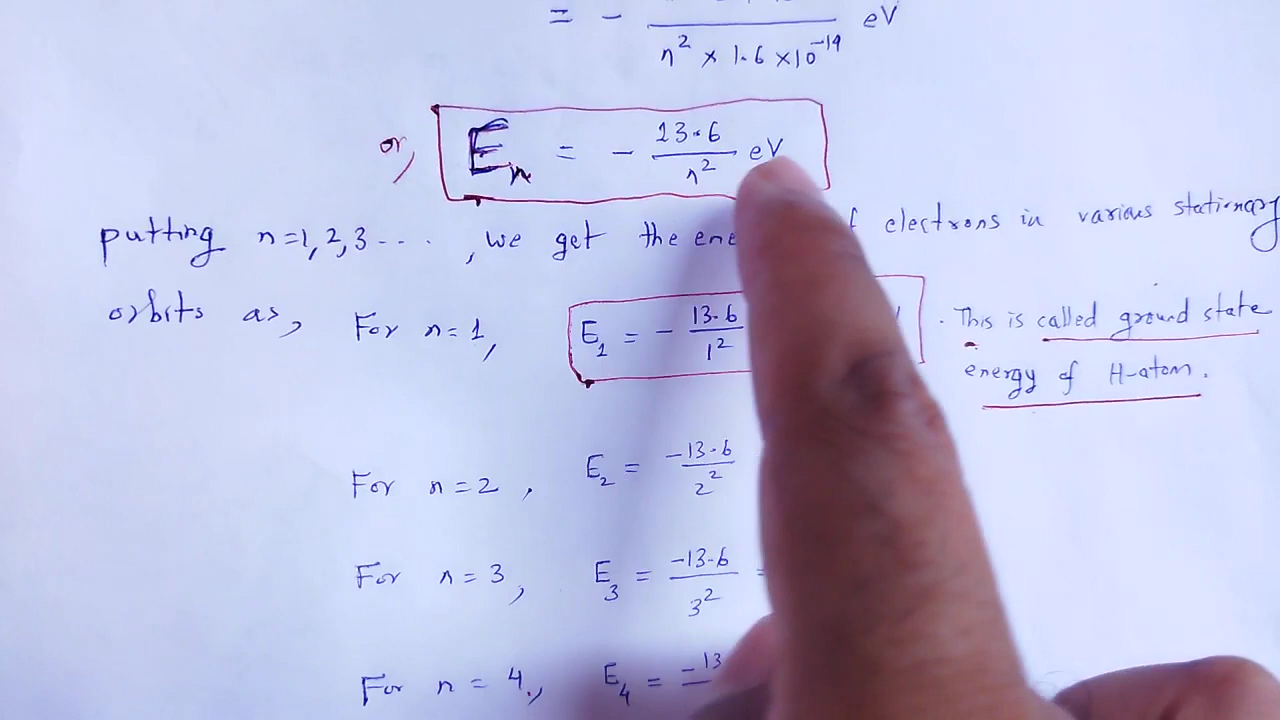 = - / n² × 1.6 × 10⁻¹⁹ eV
or, Eₙ = - 13.6 / n² eV
putting n=1, 2, 3 - - - , we get the electrons in various stationary
orbits as, For n=1, E₁ = - 13.6 / 1² . This is called ground state
energy of H-atom.
For n=2, E₂ = -13.6 / 2²
For n=3, E₃ = -13.6 / 3² =
For n=4, E₄ = -13